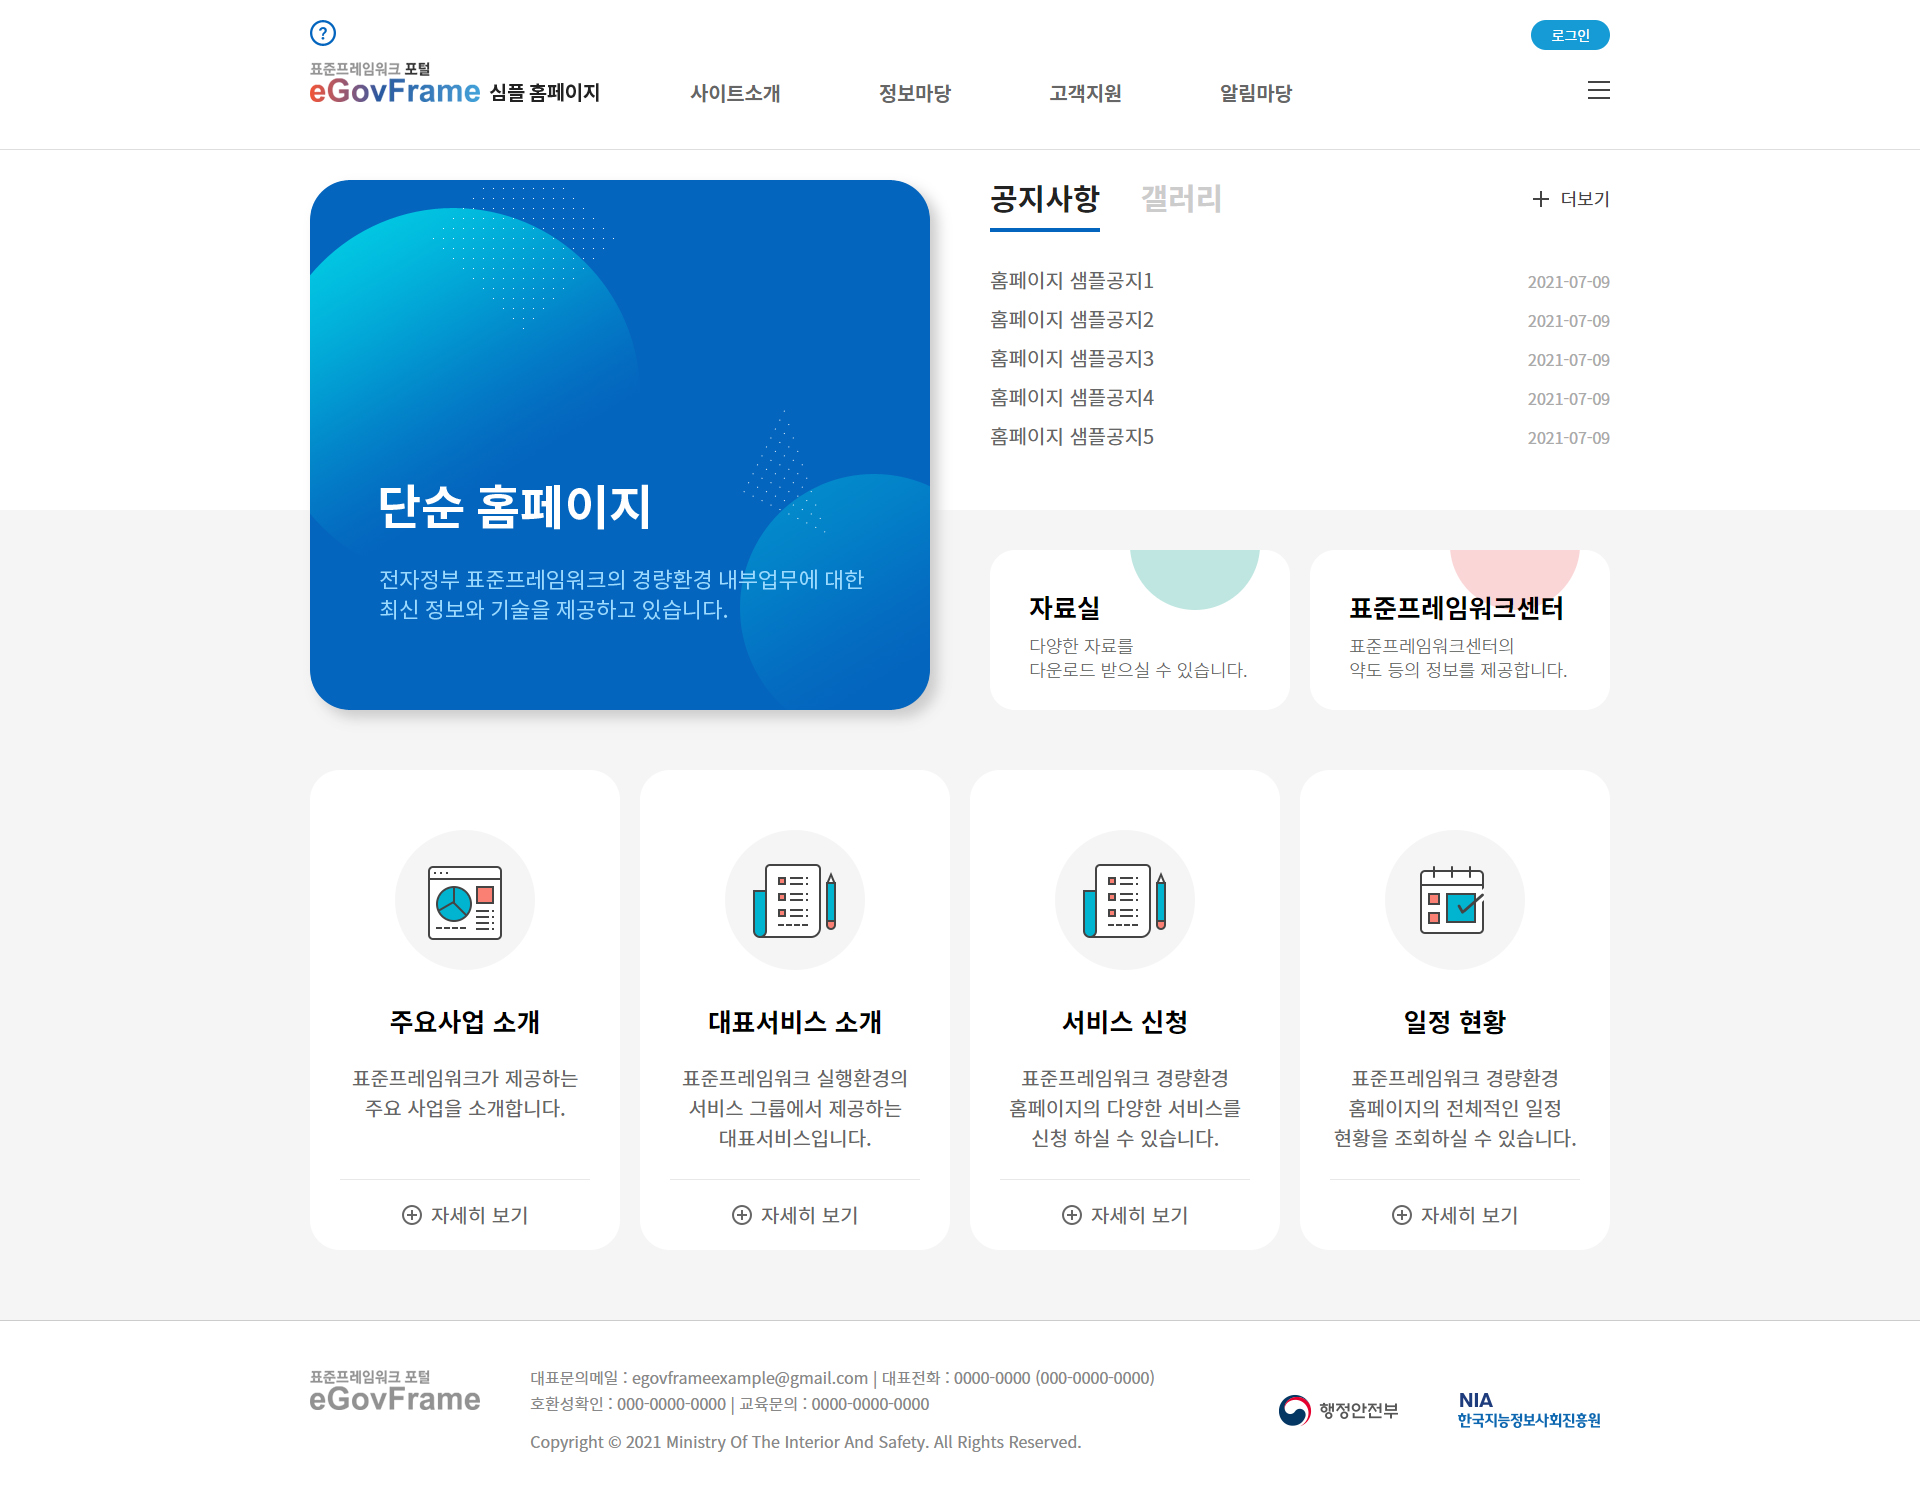 ?
로그인
표준프레임워크 포털
eGovFrame 심플 홈페이지
사이트소개
정보마당
고객지원
알림마당
단순 홈페이지
전자정부 표준프레임워크의 경량환경 내부업무에 대한
최신 정보와 기술을 제공하고 있습니다.
공지사항
갤러리
더보기
홈페이지 샘플공지1 2021-07-09
홈페이지 샘플공지2 2021-07-09
홈페이지 샘플공지3 2021-07-09
홈페이지 샘플공지4 2021-07-09
홈페이지 샘플공지5 2021-07-09
자료실
다양한 자료를
다운로드 받으실 수 있습니다.
표준프레임워크센터
표준프레임워크센터의
약도 등의 정보를 제공합니다.
주요사업 소개
표준프레임워크가 제공하는
주요 사업을 소개합니다.
자세히 보기
대표서비스 소개
표준프레임워크 실행환경의
서비스 그룹에서 제공하는
대표서비스입니다.
자세히 보기
서비스 신청
표준프레임워크 경량환경
홈페이지의 다양한 서비스를
신청 하실 수 있습니다.
자세히 보기
일정 현황
표준프레임워크 경량환경
홈페이지의 전체적인 일정
현황을 조회하실 수 있습니다.
자세히 보기
표준프레임워크 포털
eGovFrame
대표문의메일 : egovframeexample@gmail.com | 대표전화 : 0000-0000 (000-0000-0000)
호환성확인 : 000-0000-0000 | 교육문의 : 0000-0000-0000
Copyright © 2021 Ministry Of The Interior And Safety. All Rights Reserved.
행정안전부
NIA
한국지능정보사회진흥원